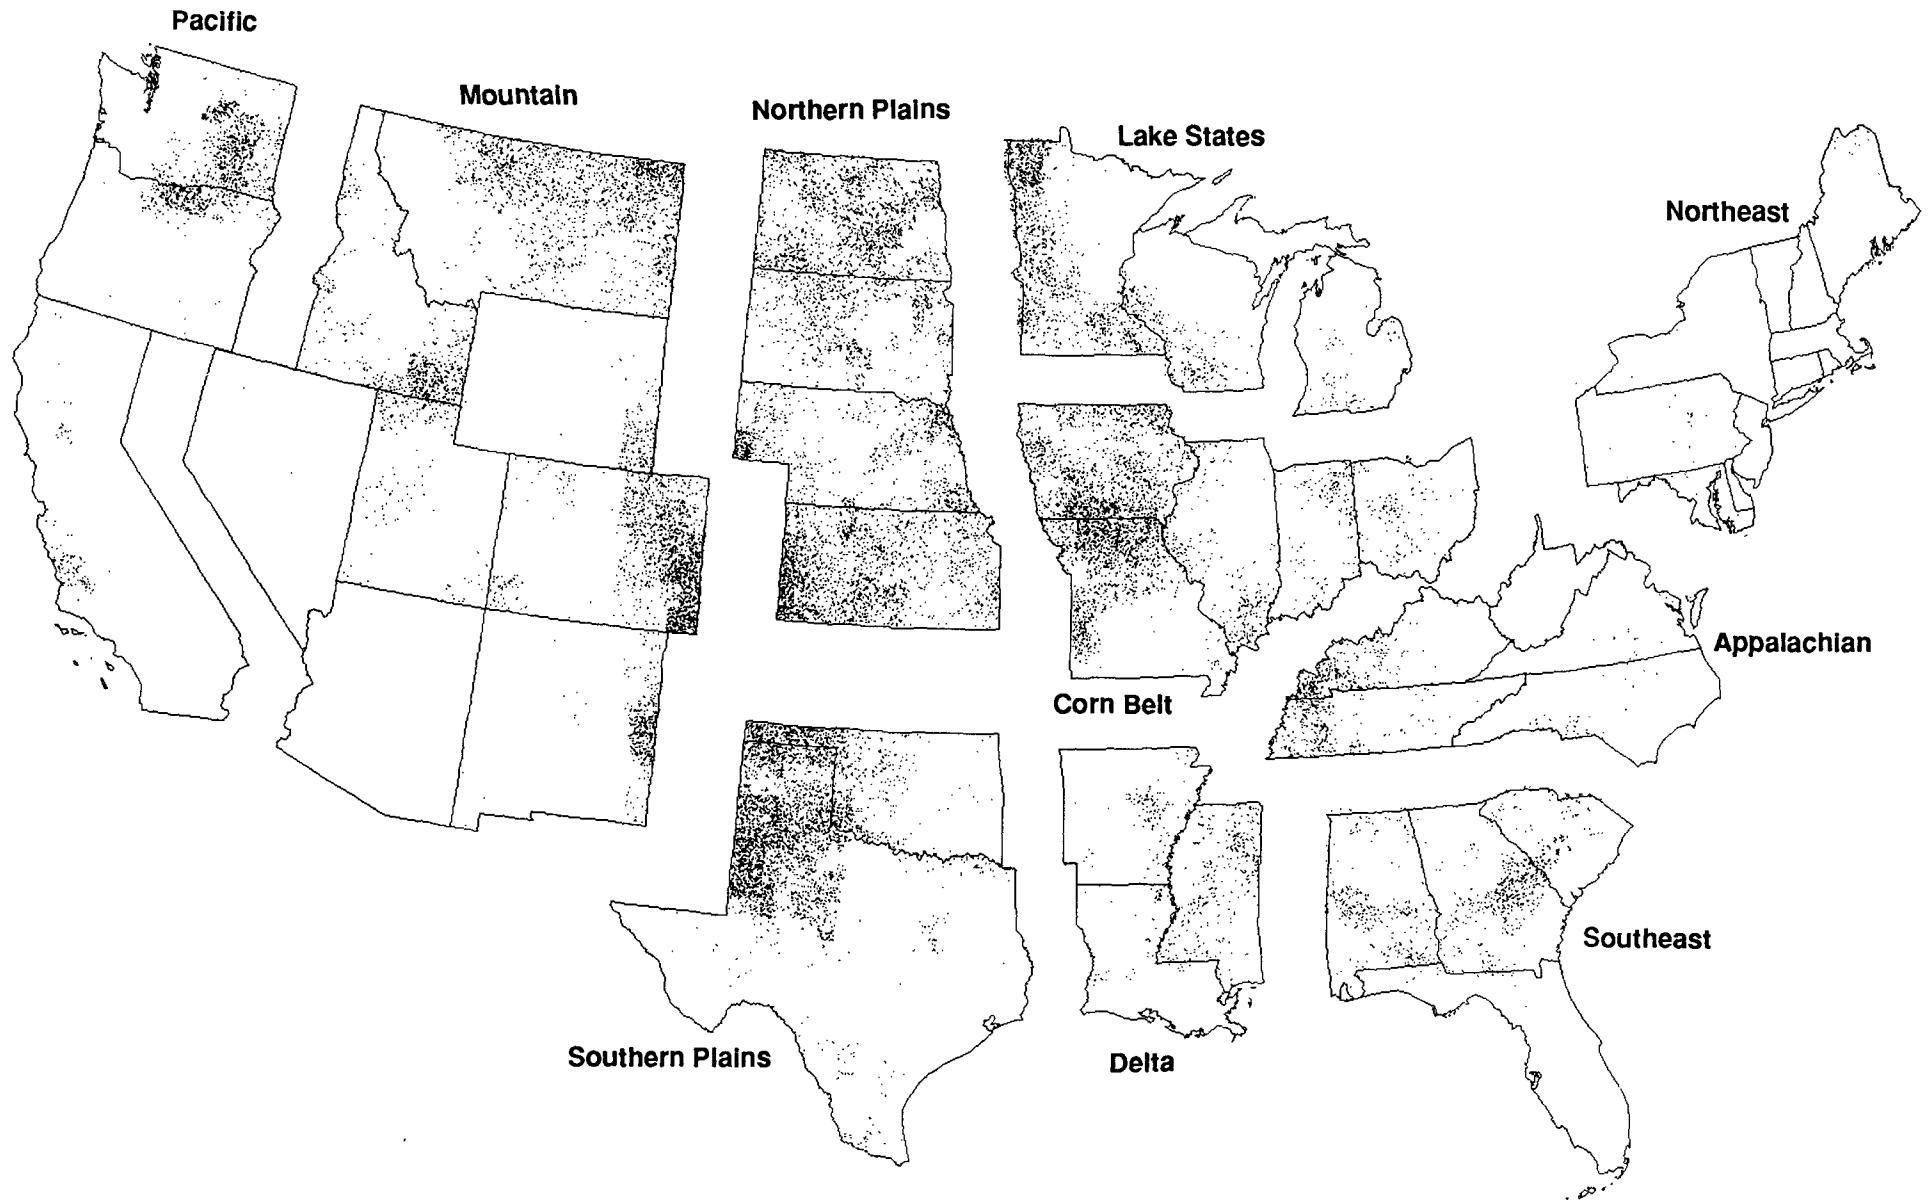 Pacific
Mountain
Northern Plains
Lake States
Northeast
Appalachian
Corn Belt
Southeast
Southern Plains
Delta